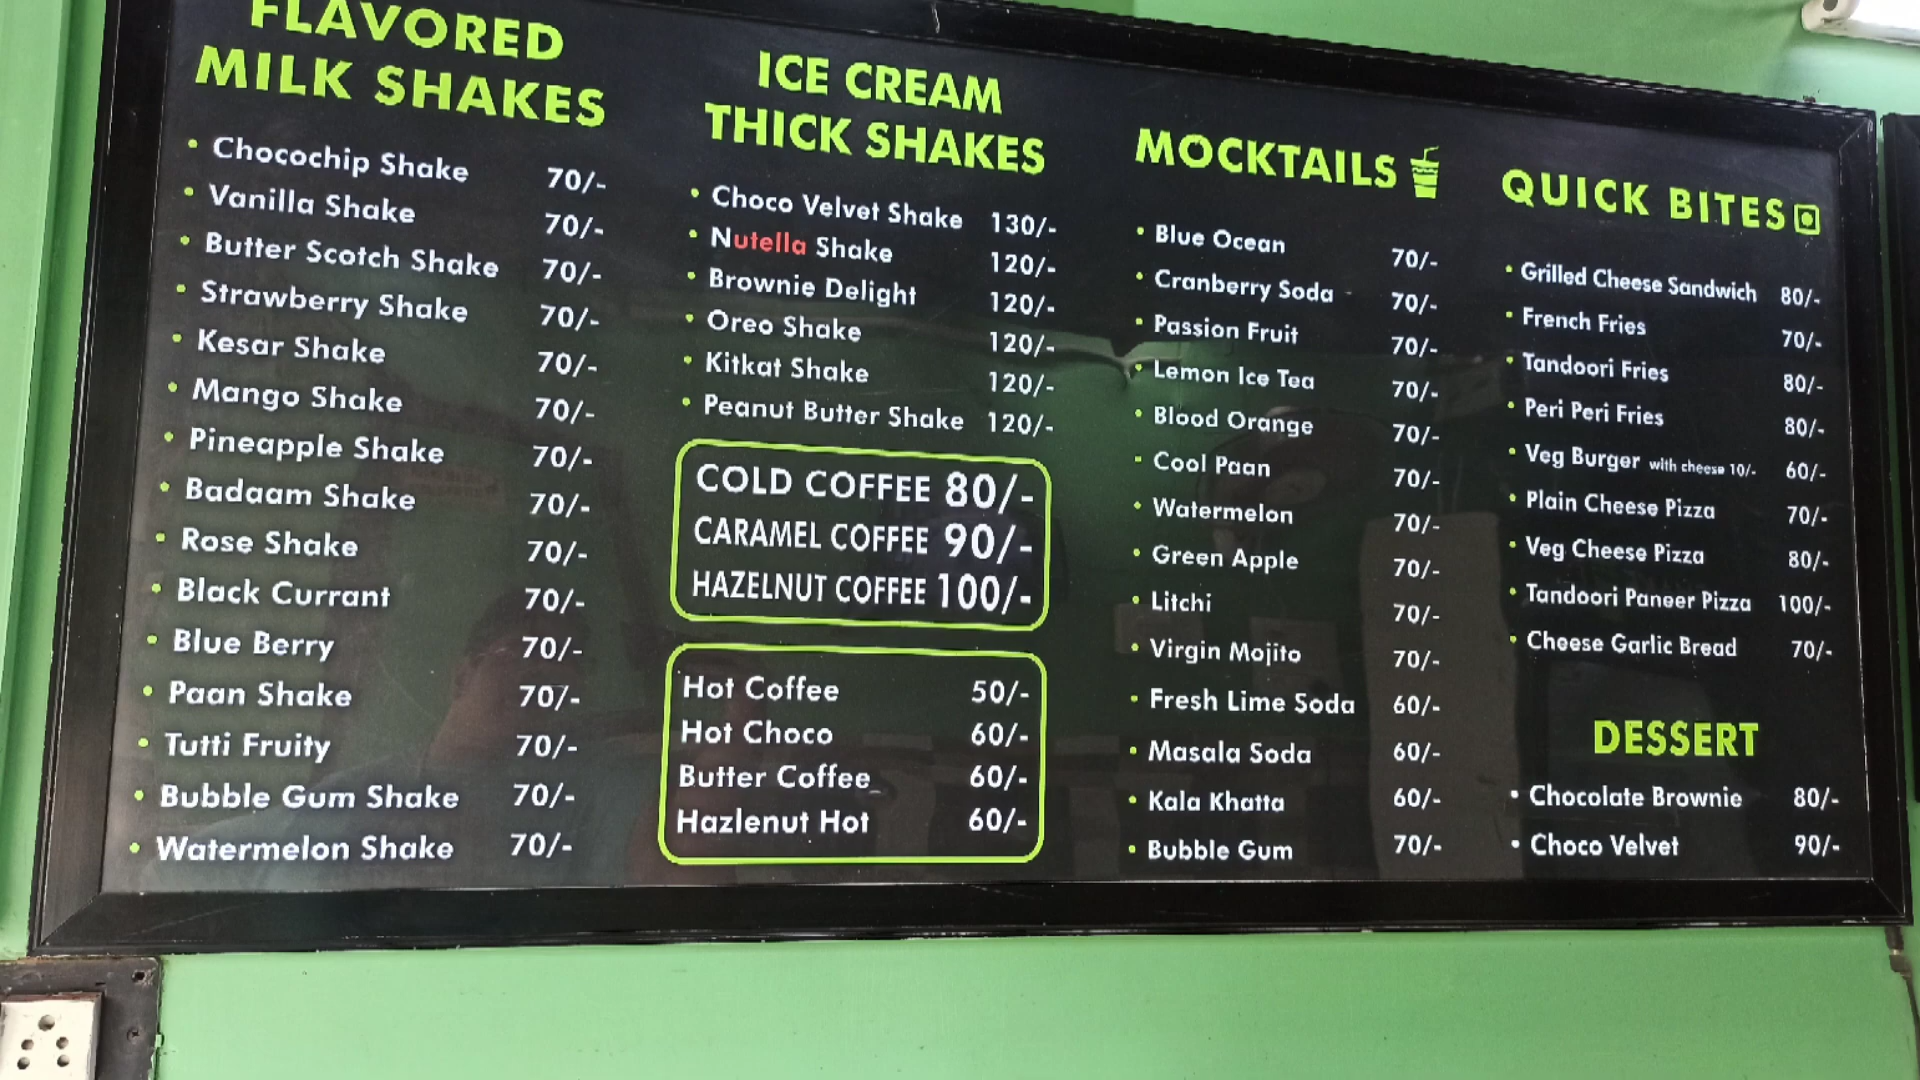 FLAVORED
MILK SHAKES
• Chocochip Shake 70/-
• Vanilla Shake 70/-
• Butter Scotch Shake 70/-
• Strawberry Shake 70/-
• Kesar Shake 70/-
• Mango Shake 70/-
• Pineapple Shake 70/-
• Badaam Shake 70/-
• Rose Shake 70/-
• Black Currant 70/-
• Blue Berry 70/-
• Paan Shake 70/-
• Tutti Fruity 70/-
• Bubble Gum Shake 70/-
• Watermelon Shake 70/-
ICE CREAM
THICK SHAKES
• Choco Velvet Shake 130/-
• Nutella Shake 120/-
• Brownie Delight 120/-
• Oreo Shake 120/-
• Kitkat Shake 120/-
• Peanut Butter Shake 120/-
COLD COFFEE 80/-
CARAMEL COFFEE 90/-
HAZELNUT COFFEE 100/-
Hot Coffee 50/-
Hot Choco 60/-
Butter Coffee 60/-
Hazlenut Hot 60/-
MOCKTAILS
• Blue Ocean 70/-
• Cranberry Soda 70/-
• Passion Fruit 70/-
• Lemon Ice Tea 70/-
• Blood Orange 70/-
• Cool Paan 70/-
• Watermelon 70/-
• Green Apple 70/-
• Litchi 70/-
• Virgin Mojito 70/-
• Fresh Lime Soda 60/-
• Masala Soda 60/-
• Kala Khatta 60/-
• Bubble Gum 70/-
QUICK BITES
• Grilled Cheese Sandwich 80/-
• French Fries 70/-
• Tandoori Fries 80/-
• Peri Peri Fries 80/-
• Veg Burger with cheese 10/- 60/-
• Plain Cheese Pizza 70/-
• Veg Cheese Pizza 80/-
• Tandoori Paneer Pizza 100/-
• Cheese Garlic Bread 70/-
DESSERT
• Chocolate Brownie 80/-
• Choco Velvet 90/-